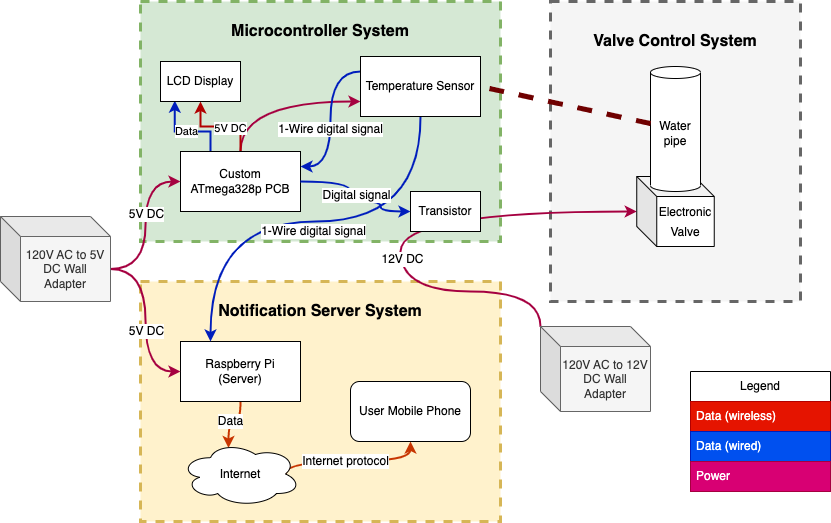 Microcontroller System
Valve Control System
LCD Display
Temperature Sensor
Data
5V DC
1-Wire digital signal
Water
pipe
Custom
ATmega328p PCB
Digital signal
Transistor
Electronic
Valve
5V DC
1-Wire digital signal
120V AC to 5V
DC Wall
Adapter
12V DC
Notification Server System
5V DC
Raspberry Pi
(Server)
120V AC to 12V
DC Wall
Adapter
User Mobile Phone
Data
Internet
Internet protocol
Legend
Data (wireless)
Data (wired)
Power